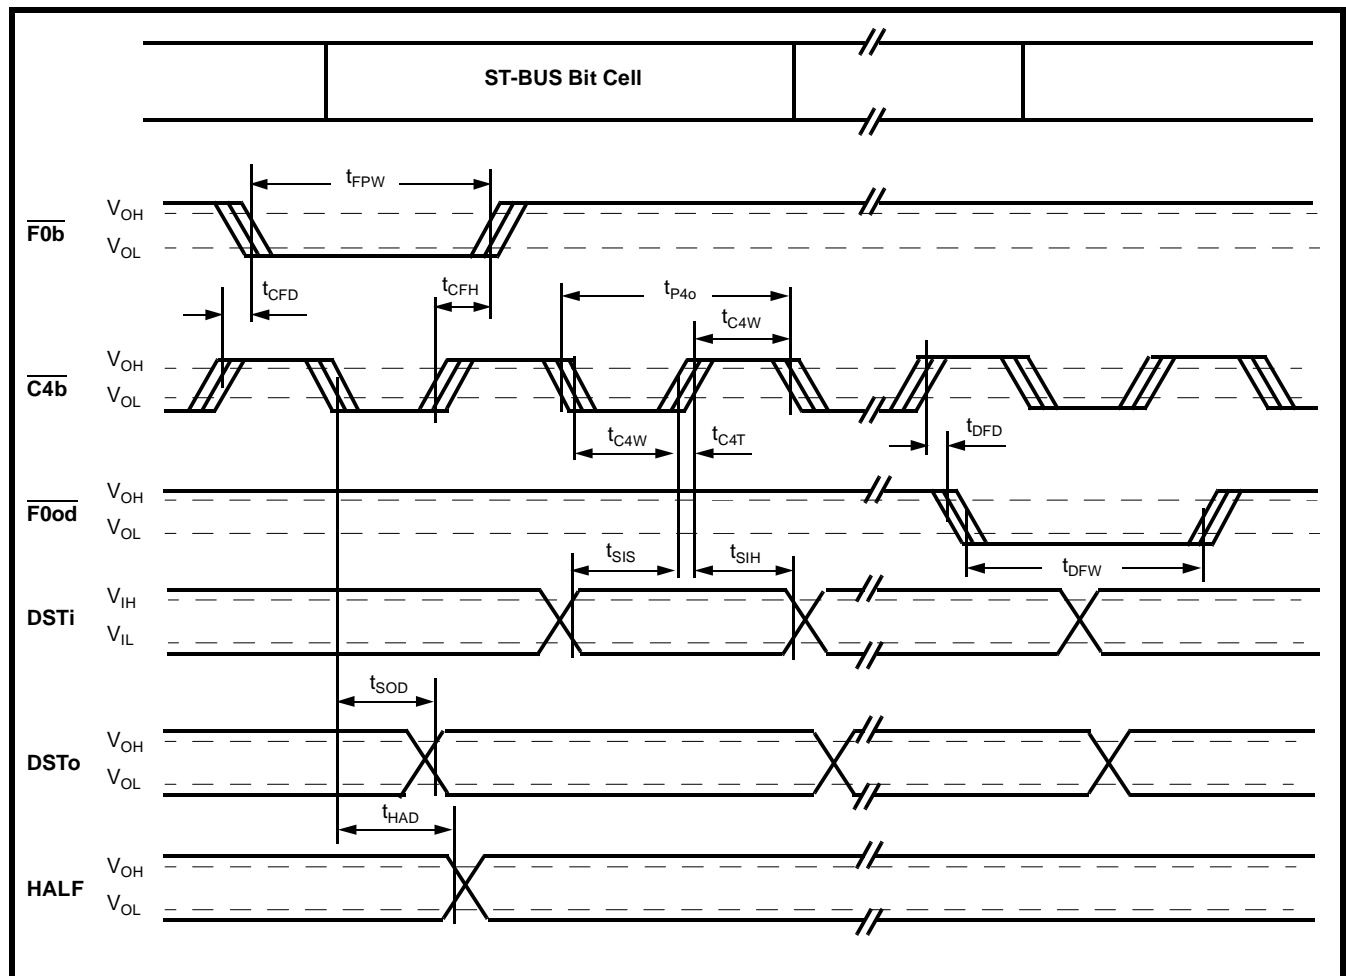 ST-BUS Bit Cell
tFPW
VOH
F0b
VOL
tCFD
tCFH
tP4o
tC4W
VOH
C4b
VOL
tC4W
tC4T
tDFD
VOH
F0od
VOL
tSIS
tSIH
tDFW
VIH
DSTi
VIL
tSOD
VOH
DSTo
VOL
tHAD
VOH
HALF
VOL